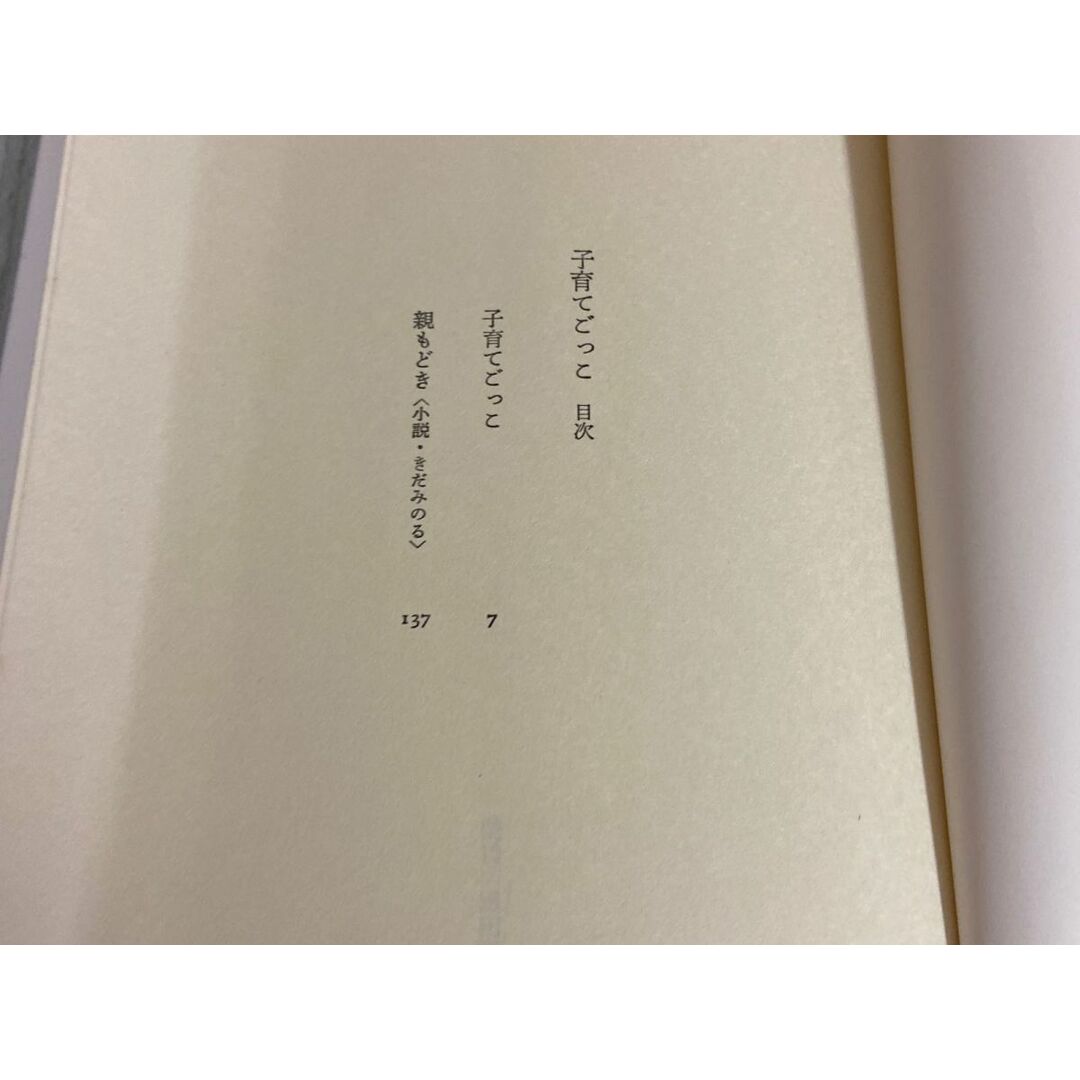 子育てごっこ 目次
子育てごっこ 7
親もどき〈小説・きだみのる〉 137